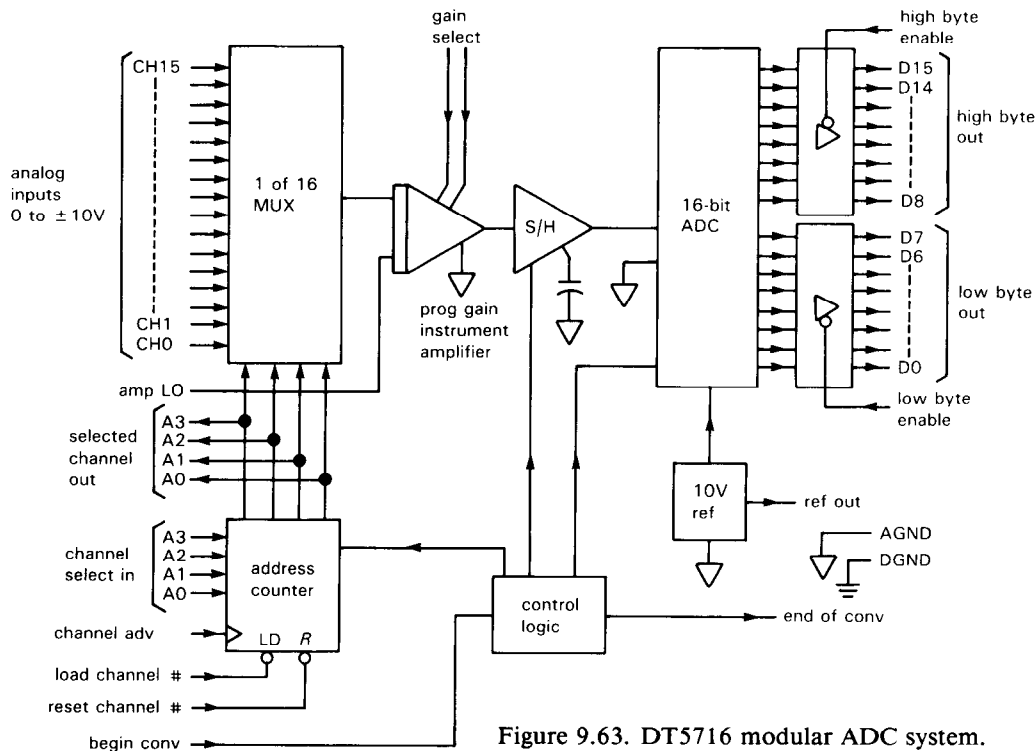 gain
select
high byte
enable
CH15
CH1
CH0
analog
inputs
0 to ±10V
1 of 16
MUX
S/H
prog gain
instrument
amplifier
16-bit
ADC
D15
D14
D8
high byte
out
D7
D6
D0
low byte
out
low byte
enable
amp LO
selected
channel
out
A3
A2
A1
A0
channel
select in
A3
A2
A1
A0
address
counter
LD R
channel adv
load channel #
reset channel #
begin conv
control
logic
end of conv
10V
ref
ref out
AGND
DGND
Figure 9.63. DT5716 modular ADC system.